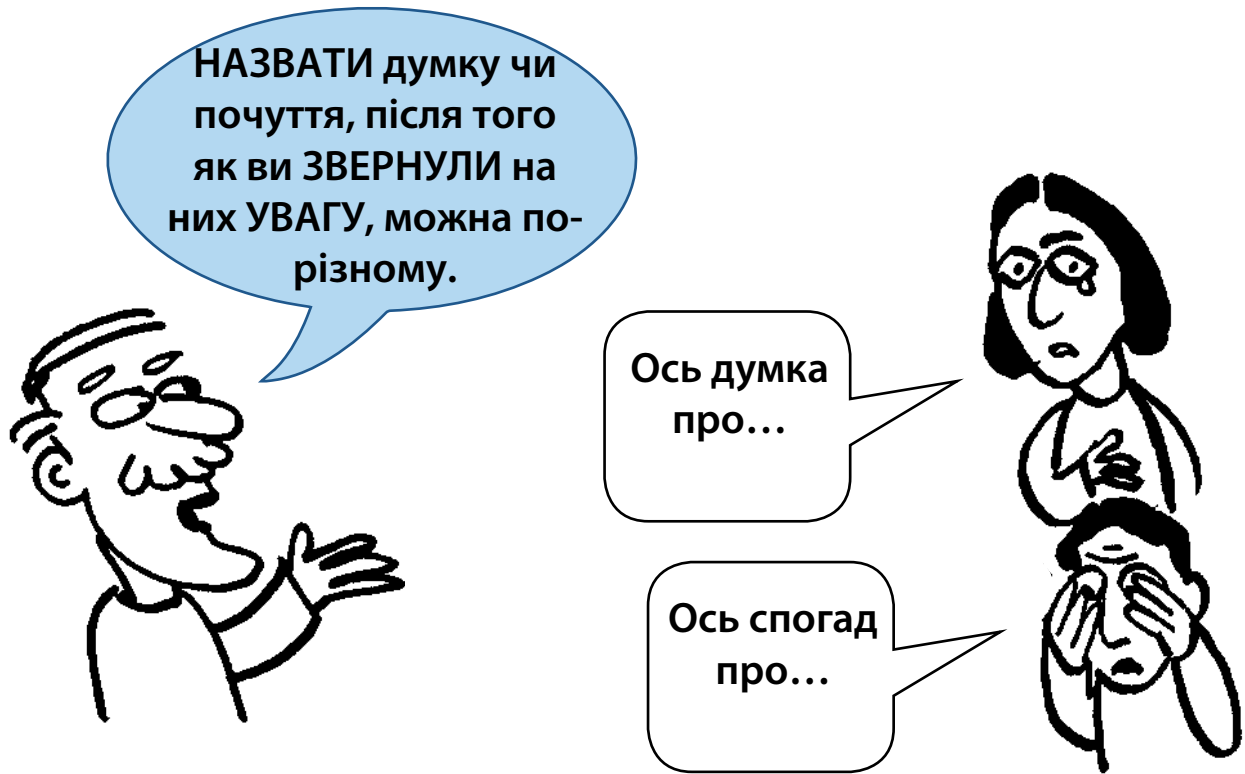 НАЗВАТИ думку чи
почуття, після того
як ви ЗВЕРНУЛИ на
них УВАГУ, можна по-
різному.
Ось думка
про…
Ось спогад
про…